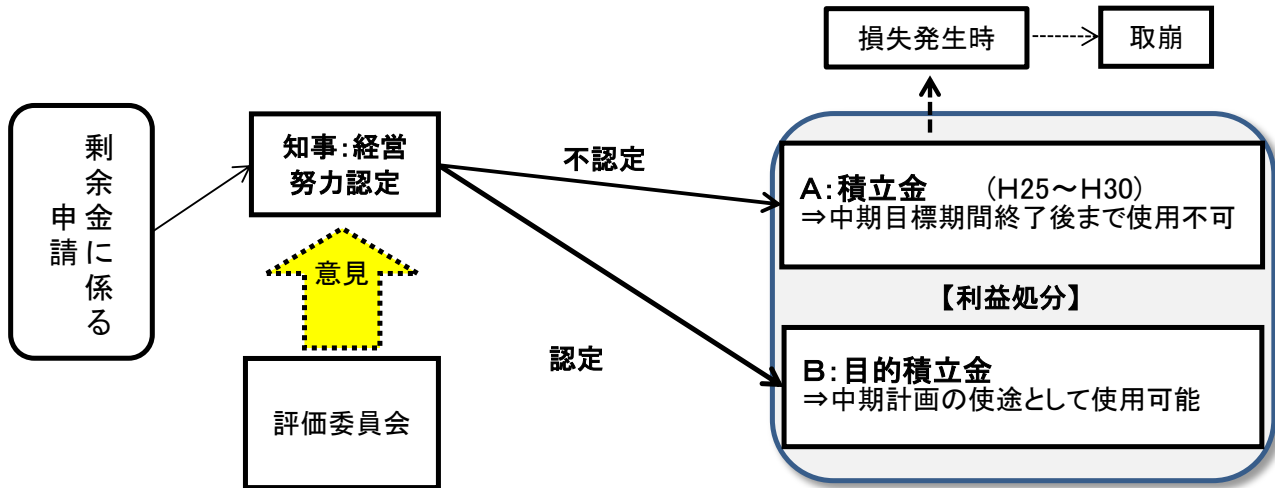 損失発生時
取崩
剰余金に係る
申請
知事:経営
努力認定
不認定
A:積立金 (H25～H30)
⇒中期目標期間終了後まで使用不可
意見
【利益処分】
認定
B:目的積立金
⇒中期計画の使途として使用可能
評価委員会